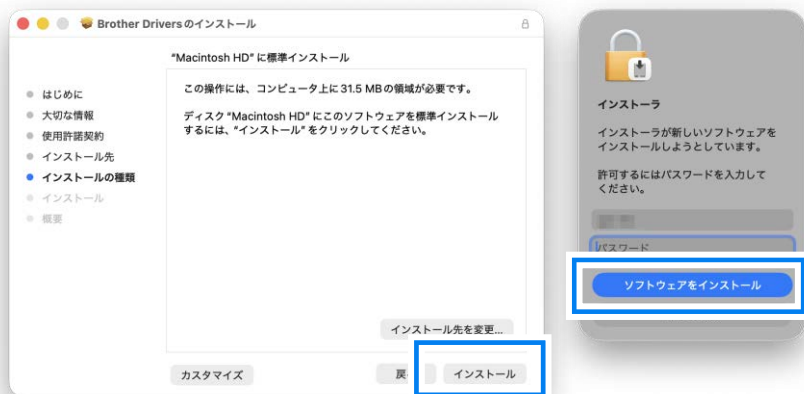 Brother Drivers のインストール
"Macintosh HD" に標準インストール
はじめに
大切な情報
使用許諾契約
インストール先
インストールの種類
インストール
概要
この操作には、コンピュータ上に 31.5 MB の領域が必要です。
ディスク "Macintosh HD" にこのソフトウェアを標準インストール
するには、"インストール" をクリックしてください。
インストール先を変更...
カスタマイズ
戻
インストール
インストーラ
インストーラが新しいソフトウェアを
インストールしようとしています。
許可するにはパスワードを入力して
ください。
パスワード
ソフトウェアをインストール